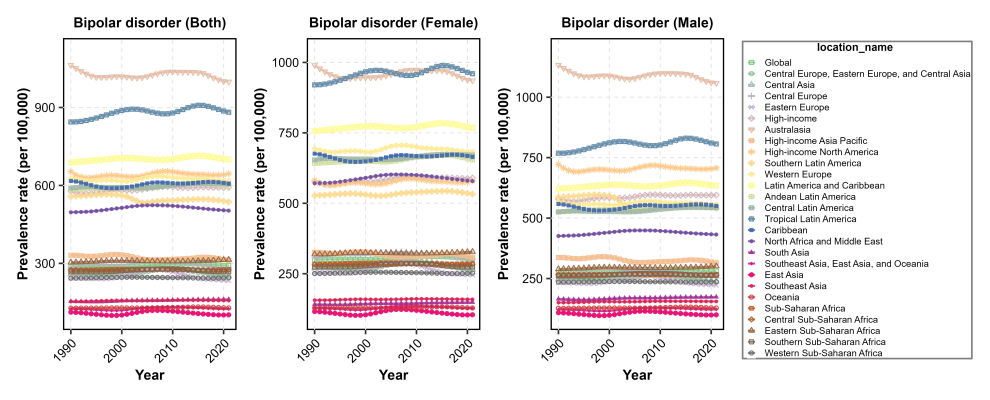 Bipolar disorder (Both)
Prevalence rate (per 100,000)
900
600
300
1990
2000
2010
2020
Year
Bipolar disorder (Female)
Prevalence rate (per 100,000)
1000
750
500
250
1990
2000
2010
2020
Year
Bipolar disorder (Male)
Prevalence rate (per 100,000)
1000
750
500
250
1990
2000
2010
2020
Year
location_name
Global
Central Europe, Eastern Europe, and Central Asia
Central Asia
Central Europe
Eastern Europe
High-income
Australasia
High-income Asia Pacific
High-income North America
Southern Latin America
Western Europe
Latin America and Caribbean
Andean Latin America
Central Latin America
Tropical Latin America
Caribbean
North Africa and Middle East
South Asia
Southeast Asia, East Asia, and Oceania
East Asia
Southeast Asia
Oceania
Sub-Saharan Africa
Central Sub-Saharan Africa
Eastern Sub-Saharan Africa
Southern Sub-Saharan Africa
Western Sub-Saharan Africa